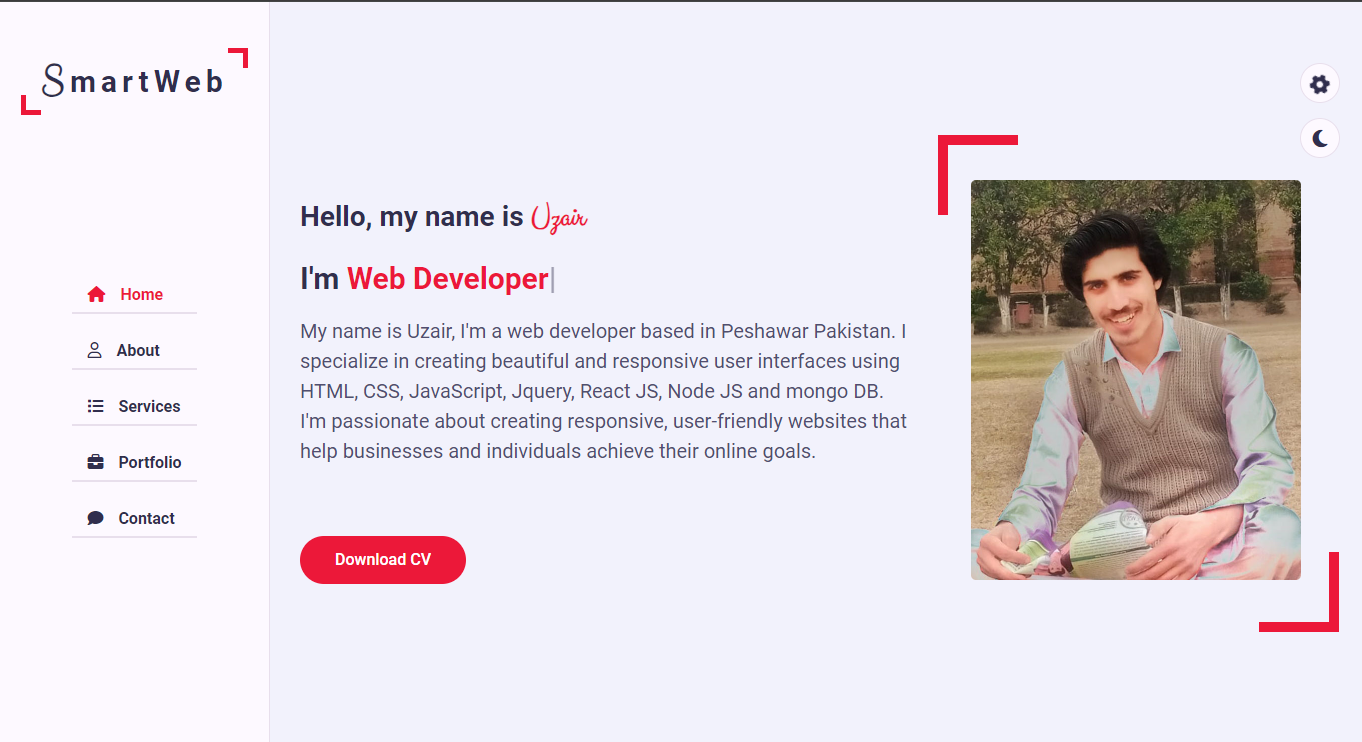 SmartWeb
Home
About
Services
Portfolio
Contact
Hello, my name is Uzair
I'm Web Developer|
My name is Uzair, I'm a web developer based in Peshawar Pakistan. I
specialize in creating beautiful and responsive user interfaces using
HTML, CSS, JavaScript, Jquery, React JS, Node JS and mongo DB.
I'm passionate about creating responsive, user-friendly websites that
help businesses and individuals achieve their online goals.
Download CV